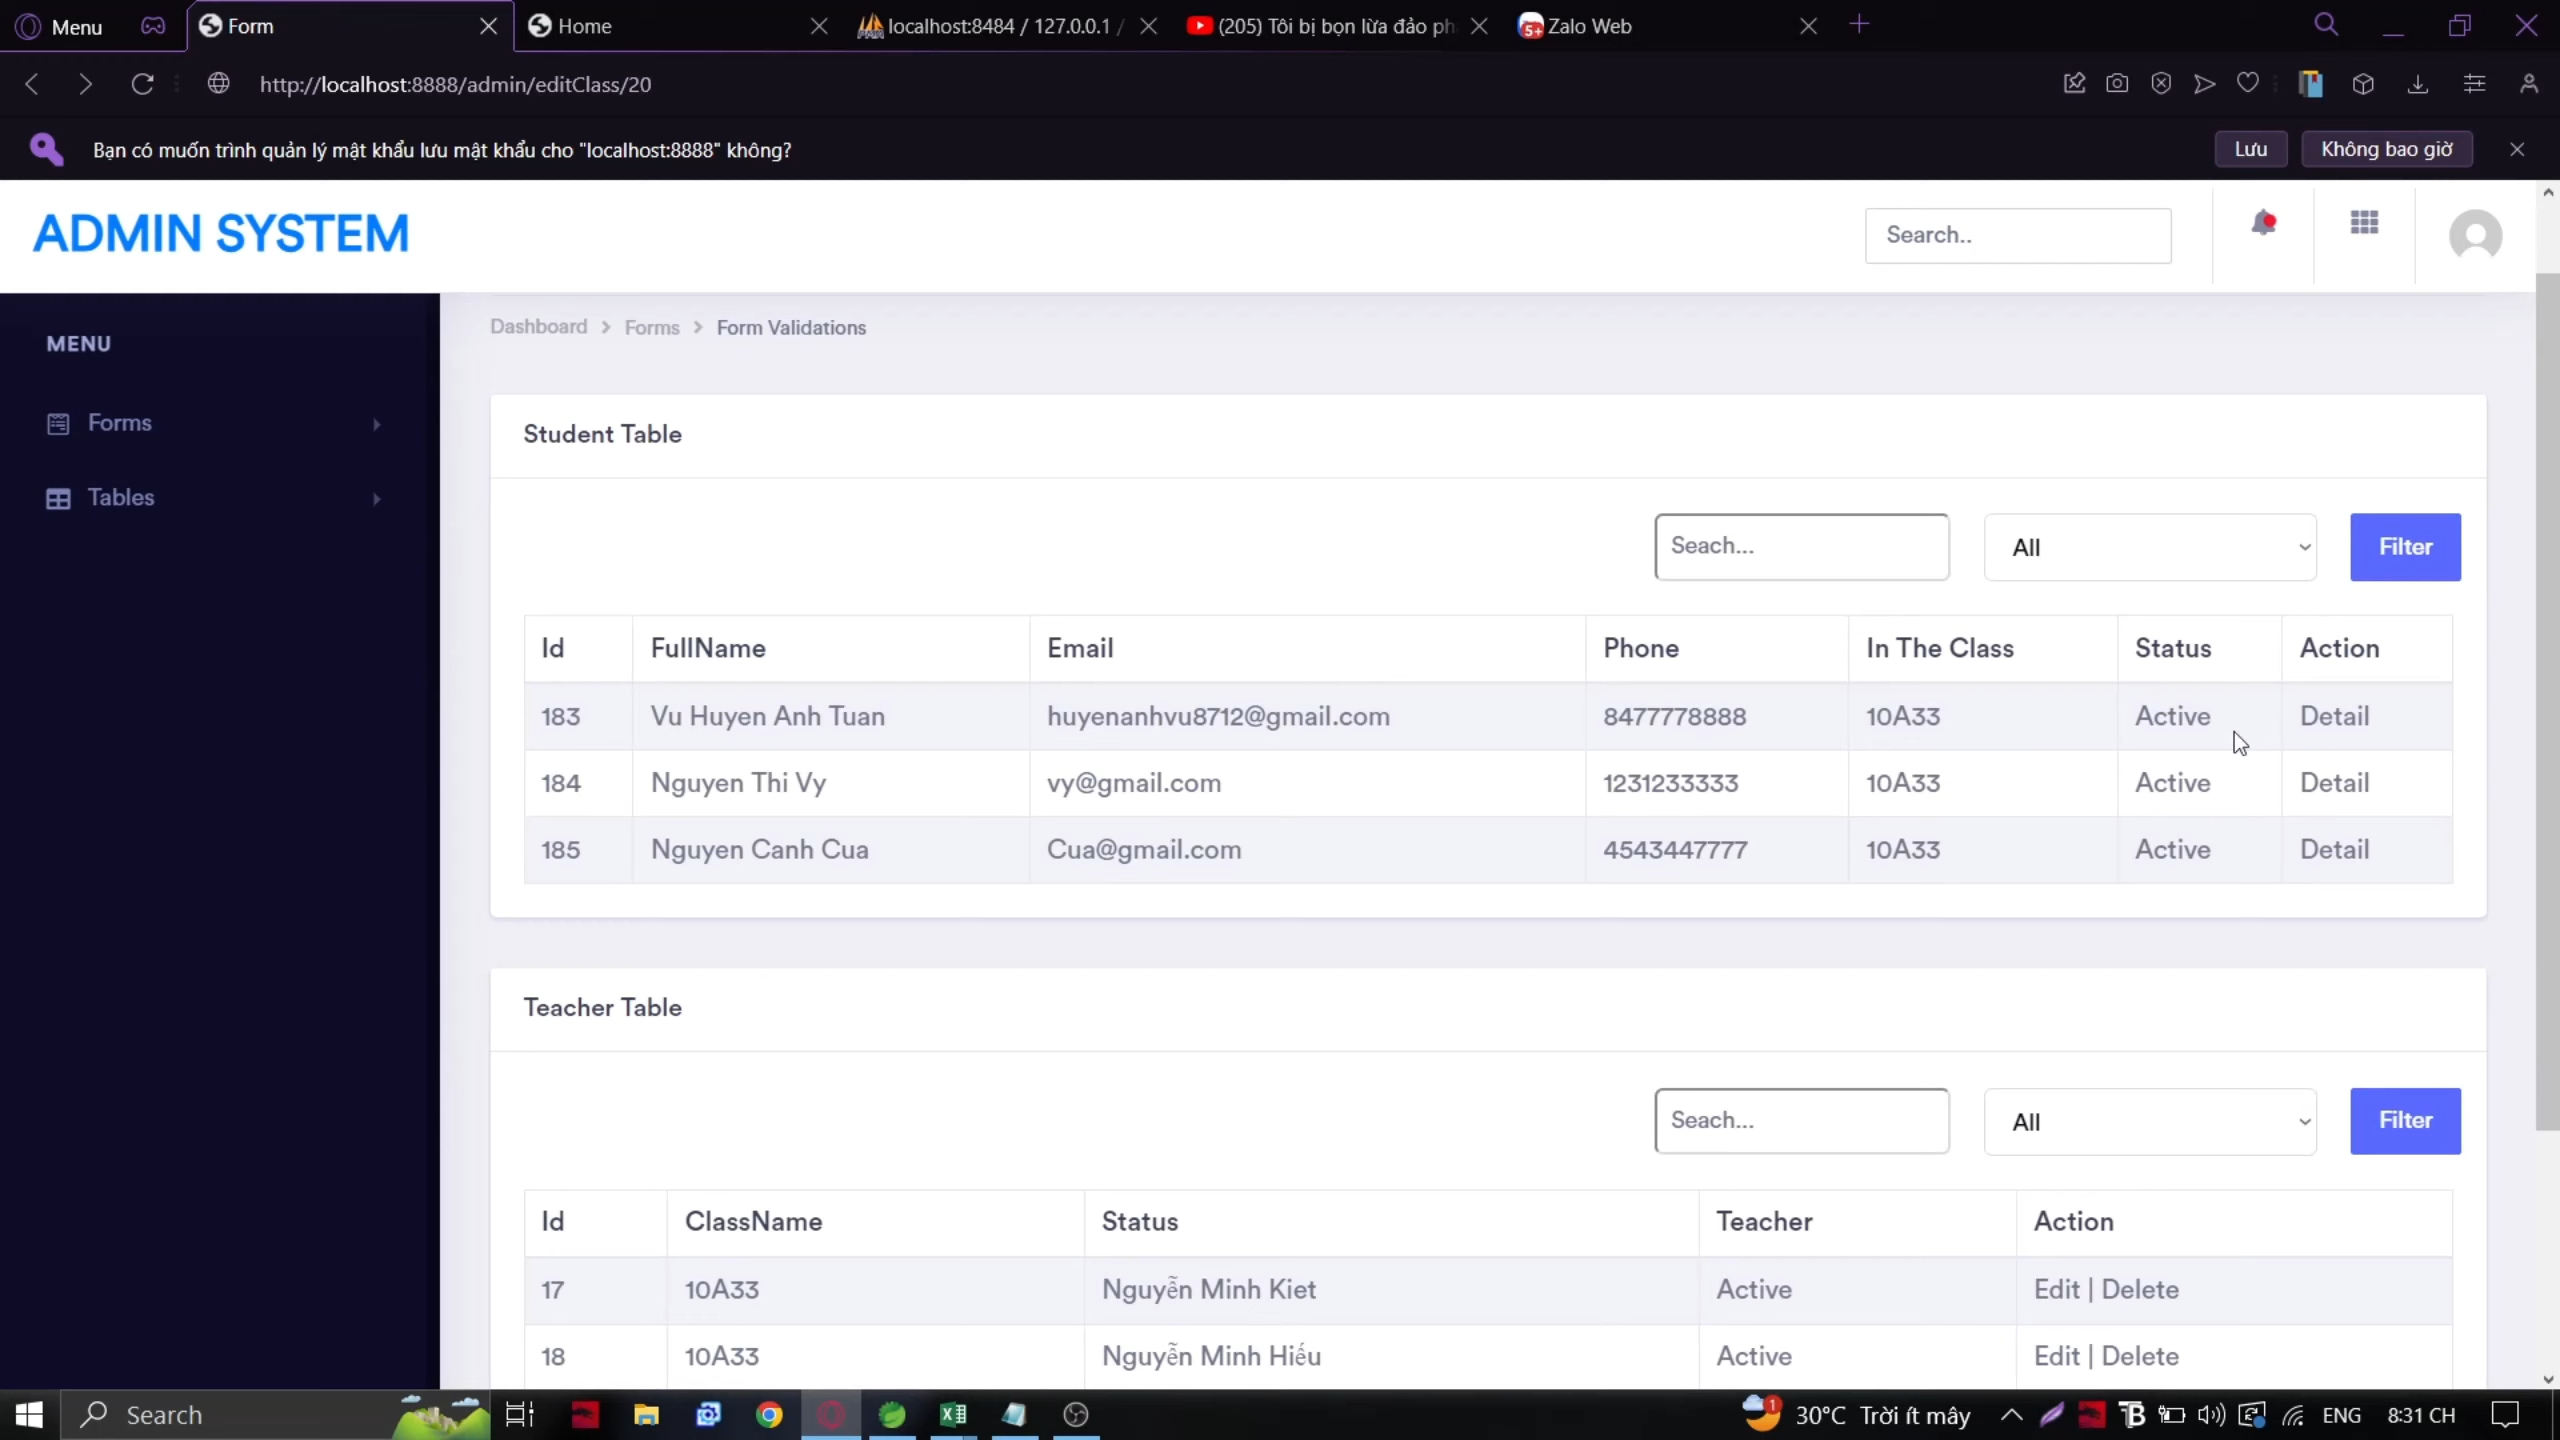 Menu Form Home localhost:8484 / 127.0.0.1 / (205) Tôi bị bọn lừa đảo ph Zalo Web
http://localhost:8888/admin/editClass/20
Bạn có muốn trình quản lý mật khẩu lưu mật khẩu cho "localhost:8888" không? Lưu Không bao giờ
ADMIN SYSTEM Search..
MENU
Forms
Tables
Dashboard > Forms > Form Validations
Student Table
Seach... All Filter
Id FullName Email Phone In The Class Status Action
183 Vu Huyen Anh Tuan huyenanhvu8712@gmail.com 8477778888 10A33 Active Detail
184 Nguyen Thi Vy vy@gmail.com 1231233333 10A33 Active Detail
185 Nguyen Canh Cua Cua@gmail.com 4543447777 10A33 Active Detail
Teacher Table
Seach... All Filter
Id ClassName Status Teacher Action
17 10A33 Nguyễn Minh Kiet Active Edit | Delete
18 10A33 Nguyễn Minh Hiếu Active Edit | Delete
Search 1 30°C Trời ít mây ENG 8:31 CH